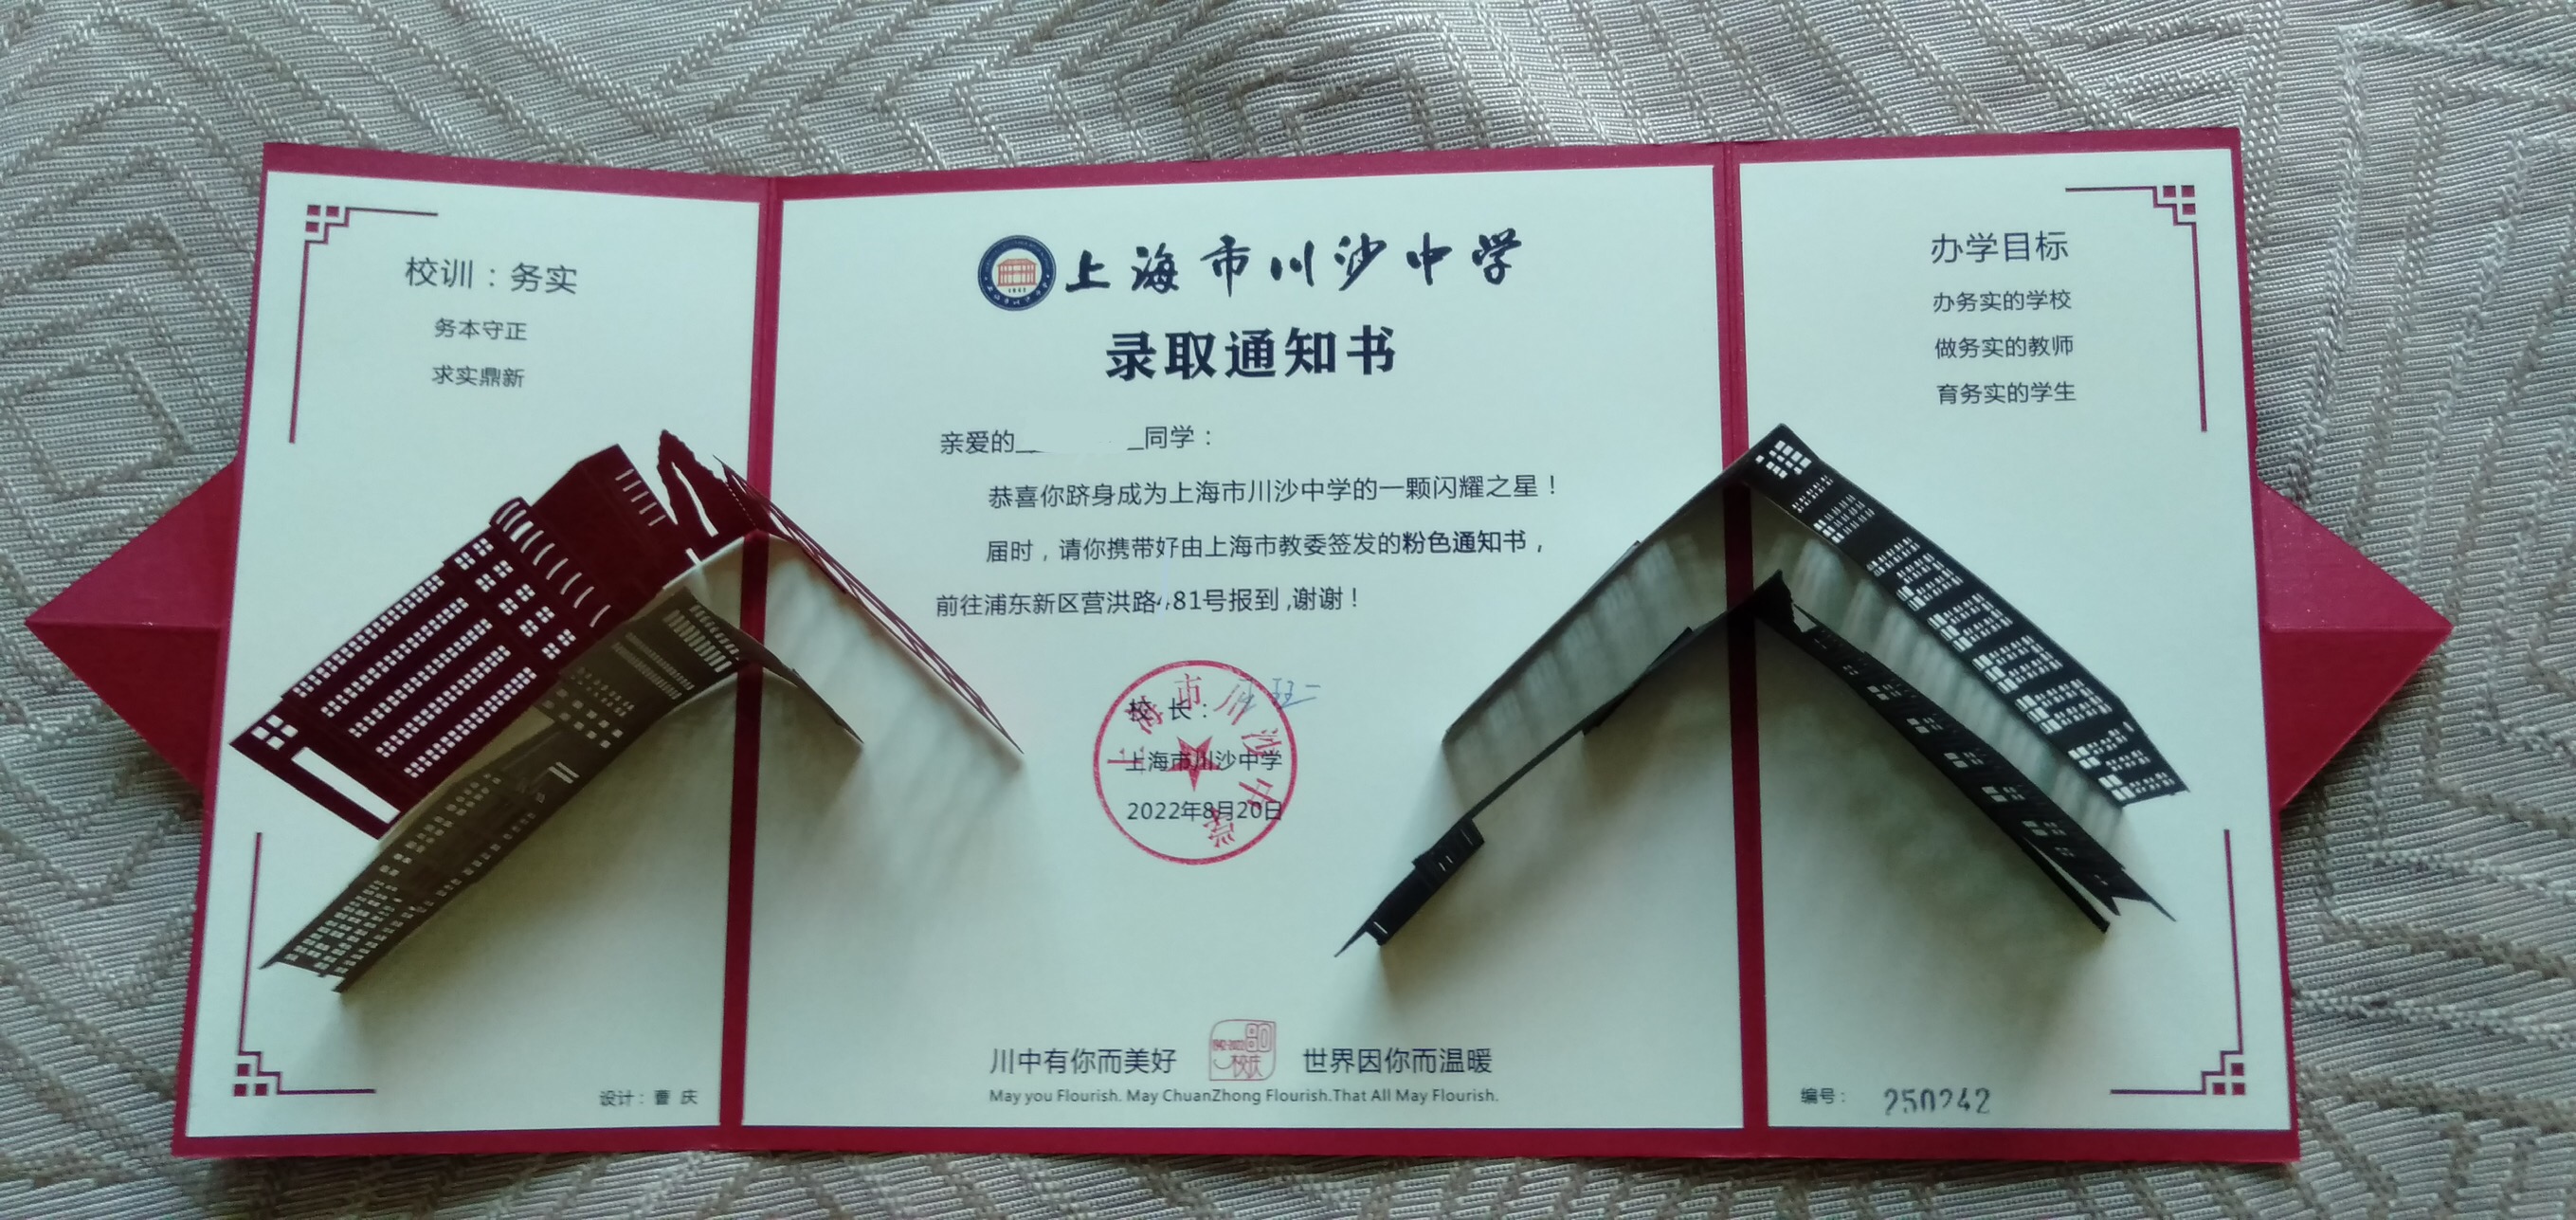 校训：务实
务本守正
求实鼎新
设计：曹 庆
上海市川沙中学
录取通知书
亲爱的 同学：
恭喜你跻身成为上海市川沙中学的一颗闪耀之星！
届时，请你携带好由上海市教委签发的粉色通知书，
前往浦东新区营洪路481号报到,谢谢！
校 长：
上海市川沙中学
2022年8月20日
上海市川沙中学
川中有你而美好
1942-2022 80
校庆
世界因你而温暖
May you Flourish. May ChuanZhong Flourish.That All May Flourish.
办学目标
办务实的学校
做务实的教师
育务实的学生
编号： 250242